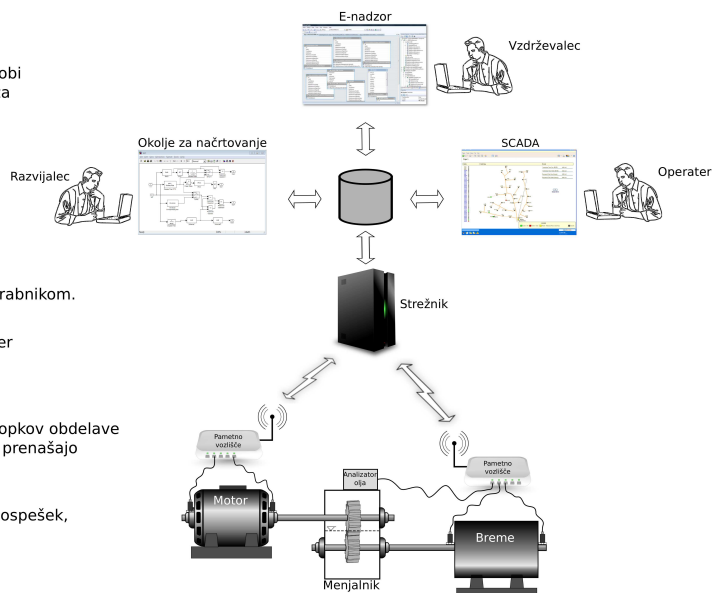 E-nadzor
Vzdrževalec
obi
Okolje za načrtovanje
SCADA
Razvijalec
Operater
rabnikom.
Strežnik
er
opkov obdelave
prenašajo
Pametno
vozlišče
Pametno
vozlišče
Analizator
olja
ospešek,
Motor
Breme
Menjalnik